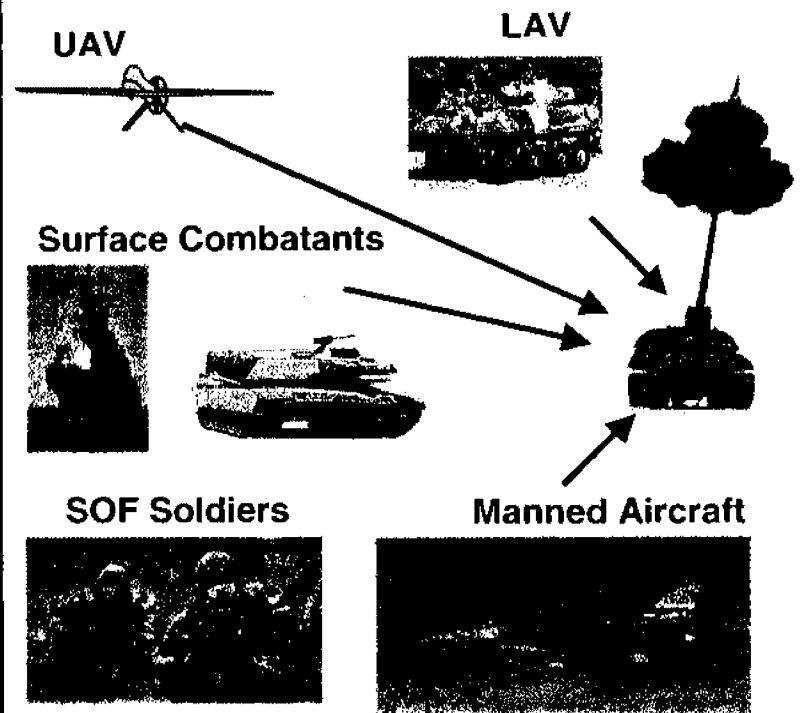 UAV
LAV
Surface Combatants
SOF Soldiers
Manned Aircraft